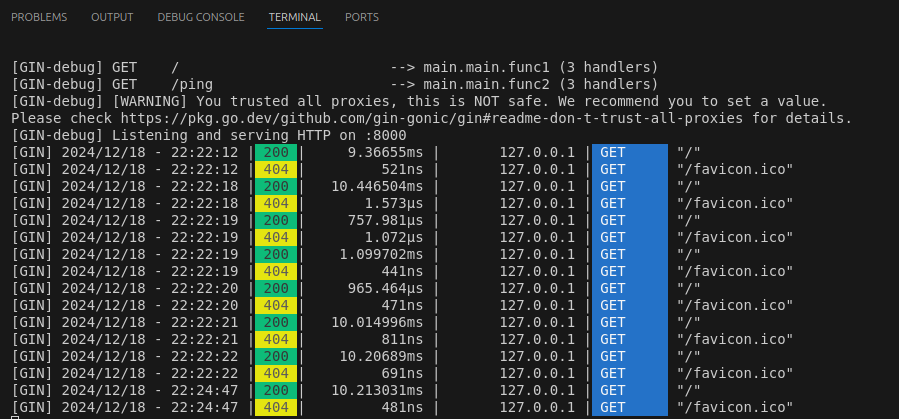 PROBLEMS OUTPUT DEBUG CONSOLE TERMINAL PORTS
[GIN-debug] GET    /                         --> main.main.func1 (3 handlers)
[GIN-debug] GET    /ping                     --> main.main.func2 (3 handlers)
[GIN-debug] [WARNING] You trusted all proxies, this is NOT safe. We recommend you to set a value.
Please check https://pkg.go.dev/github.com/gin-gonic/gin#readme-don-t-trust-all-proxies for details.
[GIN-debug] Listening and serving HTTP on :8000
[GIN] 2024/12/18 - 22:22:12 | 200 |     9.36655ms |       127.0.0.1 | GET      "/"
[GIN] 2024/12/18 - 22:22:12 | 404 |         521ns |       127.0.0.1 | GET      "/favicon.ico"
[GIN] 2024/12/18 - 22:22:18 | 200 |   10.446504ms |       127.0.0.1 | GET      "/"
[GIN] 2024/12/18 - 22:22:18 | 404 |       1.573µs |       127.0.0.1 | GET      "/favicon.ico"
[GIN] 2024/12/18 - 22:22:19 | 200 |     757.981µs |       127.0.0.1 | GET      "/"
[GIN] 2024/12/18 - 22:22:19 | 404 |       1.072µs |       127.0.0.1 | GET      "/favicon.ico"
[GIN] 2024/12/18 - 22:22:19 | 200 |    1.099702ms |       127.0.0.1 | GET      "/"
[GIN] 2024/12/18 - 22:22:19 | 404 |         441ns |       127.0.0.1 | GET      "/favicon.ico"
[GIN] 2024/12/18 - 22:22:20 | 200 |     965.464µs |       127.0.0.1 | GET      "/"
[GIN] 2024/12/18 - 22:22:20 | 404 |         471ns |       127.0.0.1 | GET      "/favicon.ico"
[GIN] 2024/12/18 - 22:22:21 | 200 |   10.014996ms |       127.0.0.1 | GET      "/"
[GIN] 2024/12/18 - 22:22:21 | 404 |         811ns |       127.0.0.1 | GET      "/favicon.ico"
[GIN] 2024/12/18 - 22:22:22 | 200 |    10.20689ms |       127.0.0.1 | GET      "/"
[GIN] 2024/12/18 - 22:22:22 | 404 |         691ns |       127.0.0.1 | GET      "/favicon.ico"
[GIN] 2024/12/18 - 22:24:47 | 200 |   10.213031ms |       127.0.0.1 | GET      "/"
[GIN] 2024/12/18 - 22:24:47 | 404 |         481ns |       127.0.0.1 | GET      "/favicon.ico"